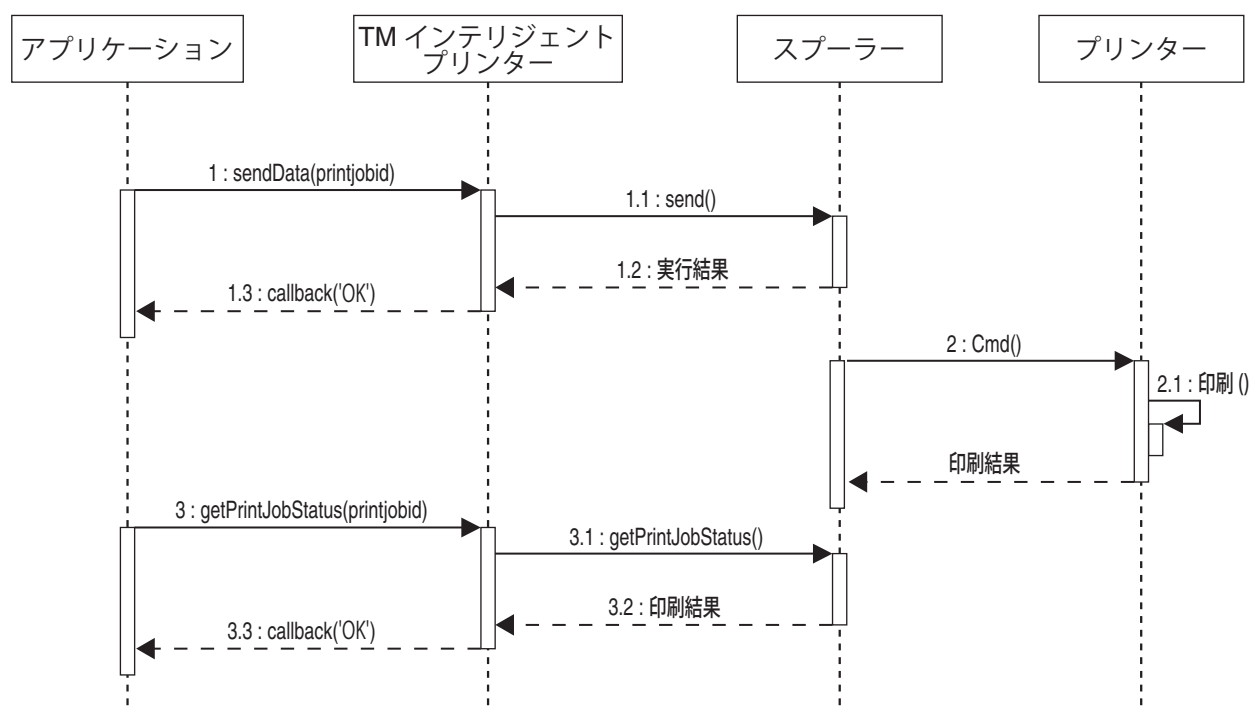 アプリケーション
TM インテリジェント
プリンター
スプーラー
プリンター
1 : sendData(printjobid)
1.1 : send()
1.2 : 実行結果
1.3 : callback('OK')
2 : Cmd()
2.1 : 印刷 ()
印刷結果
3 : getPrintJobStatus(printjobid)
3.1 : getPrintJobStatus()
3.2 : 印刷結果
3.3 : callback('OK')